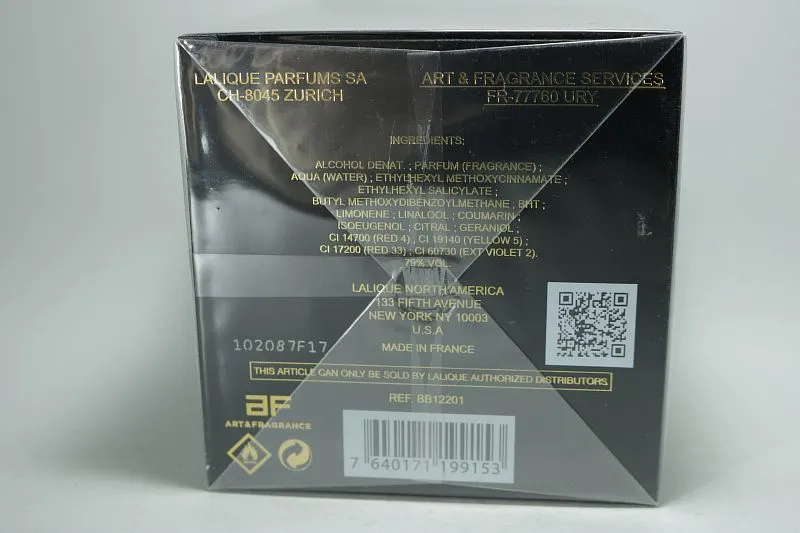 LALIQUE PARFUMS SA
CH-8045 ZURICH
ART & FRAGRANCE SERVICES
FR-77760 URY
INGREDIENTS:
ALCOHOL DENAT. ; PARFUM (FRAGRANCE) ;
AQUA (WATER) ; ETHYLHEXYL METHOXYCINNAMATE ;
ETHYLHEXYL SALICYLATE ;
BUTYL METHOXYDIBENZOYLMETHANE ; BHT ;
LIMONENE ; LINALOOL ; COUMARIN ;
ISOEUGENOL ; CITRAL ; GERANIOL ;
CI 14700 (RED 4) ; CI 19140 (YELLOW 5) ;
CI 17200 (RED 33) ; CI 60730 (EXT VIOLET 2).
79% VOL.
LALIQUE NORTH AMERICA
133 FIFTH AVENUE
NEW YORK NY 10003
U.S.A
MADE IN FRANCE
102087F17
THIS ARTICLE CAN ONLY BE SOLD BY LALIQUE AUTHORIZED DISTRIBUTORS
REF. BB12201
aF
ART&FRAGRANCE
7 640171 199153